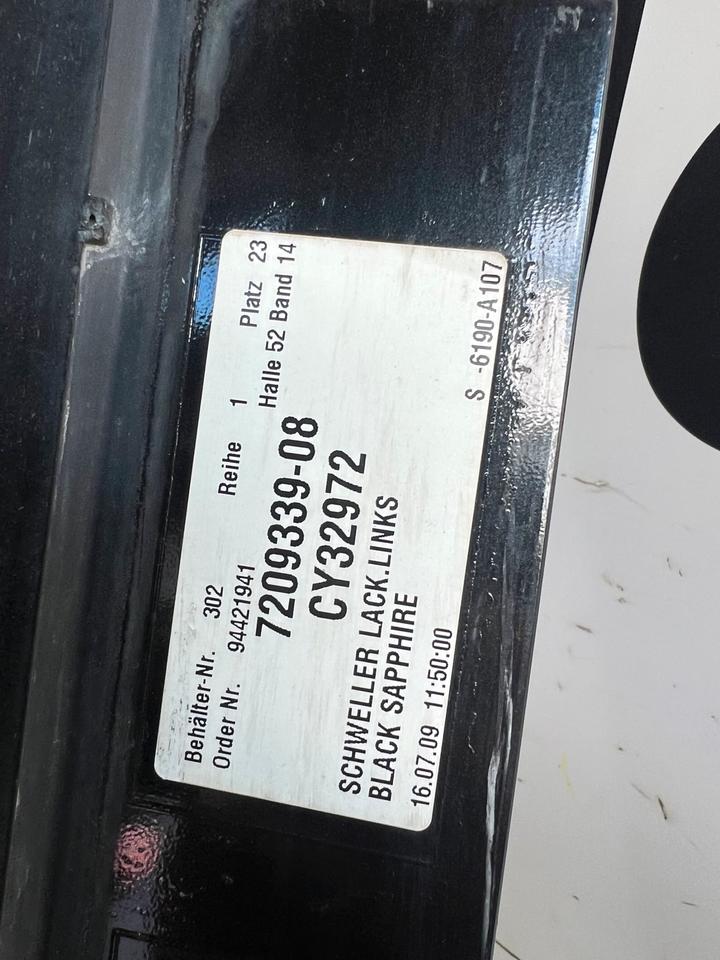 Behälter-Nr. 302 Reihe 1 Platz 23
Order Nr. 94421941 Halle 52 Band 14
7209339-08
CY32972
SCHWELLER LACK.LINKS
BLACK SAPPHIRE
16.07.09 11:50:00 S -6190-A107